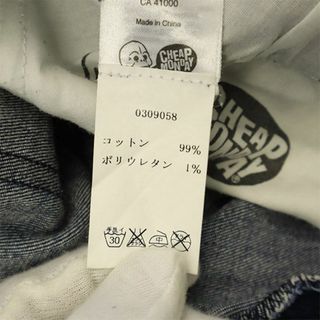 CA 41000
Made in China
CHEAP
MONDAY
0309058
コットン 99%
ポリウレタン 1%
30
中
CHEAP
MONDAY